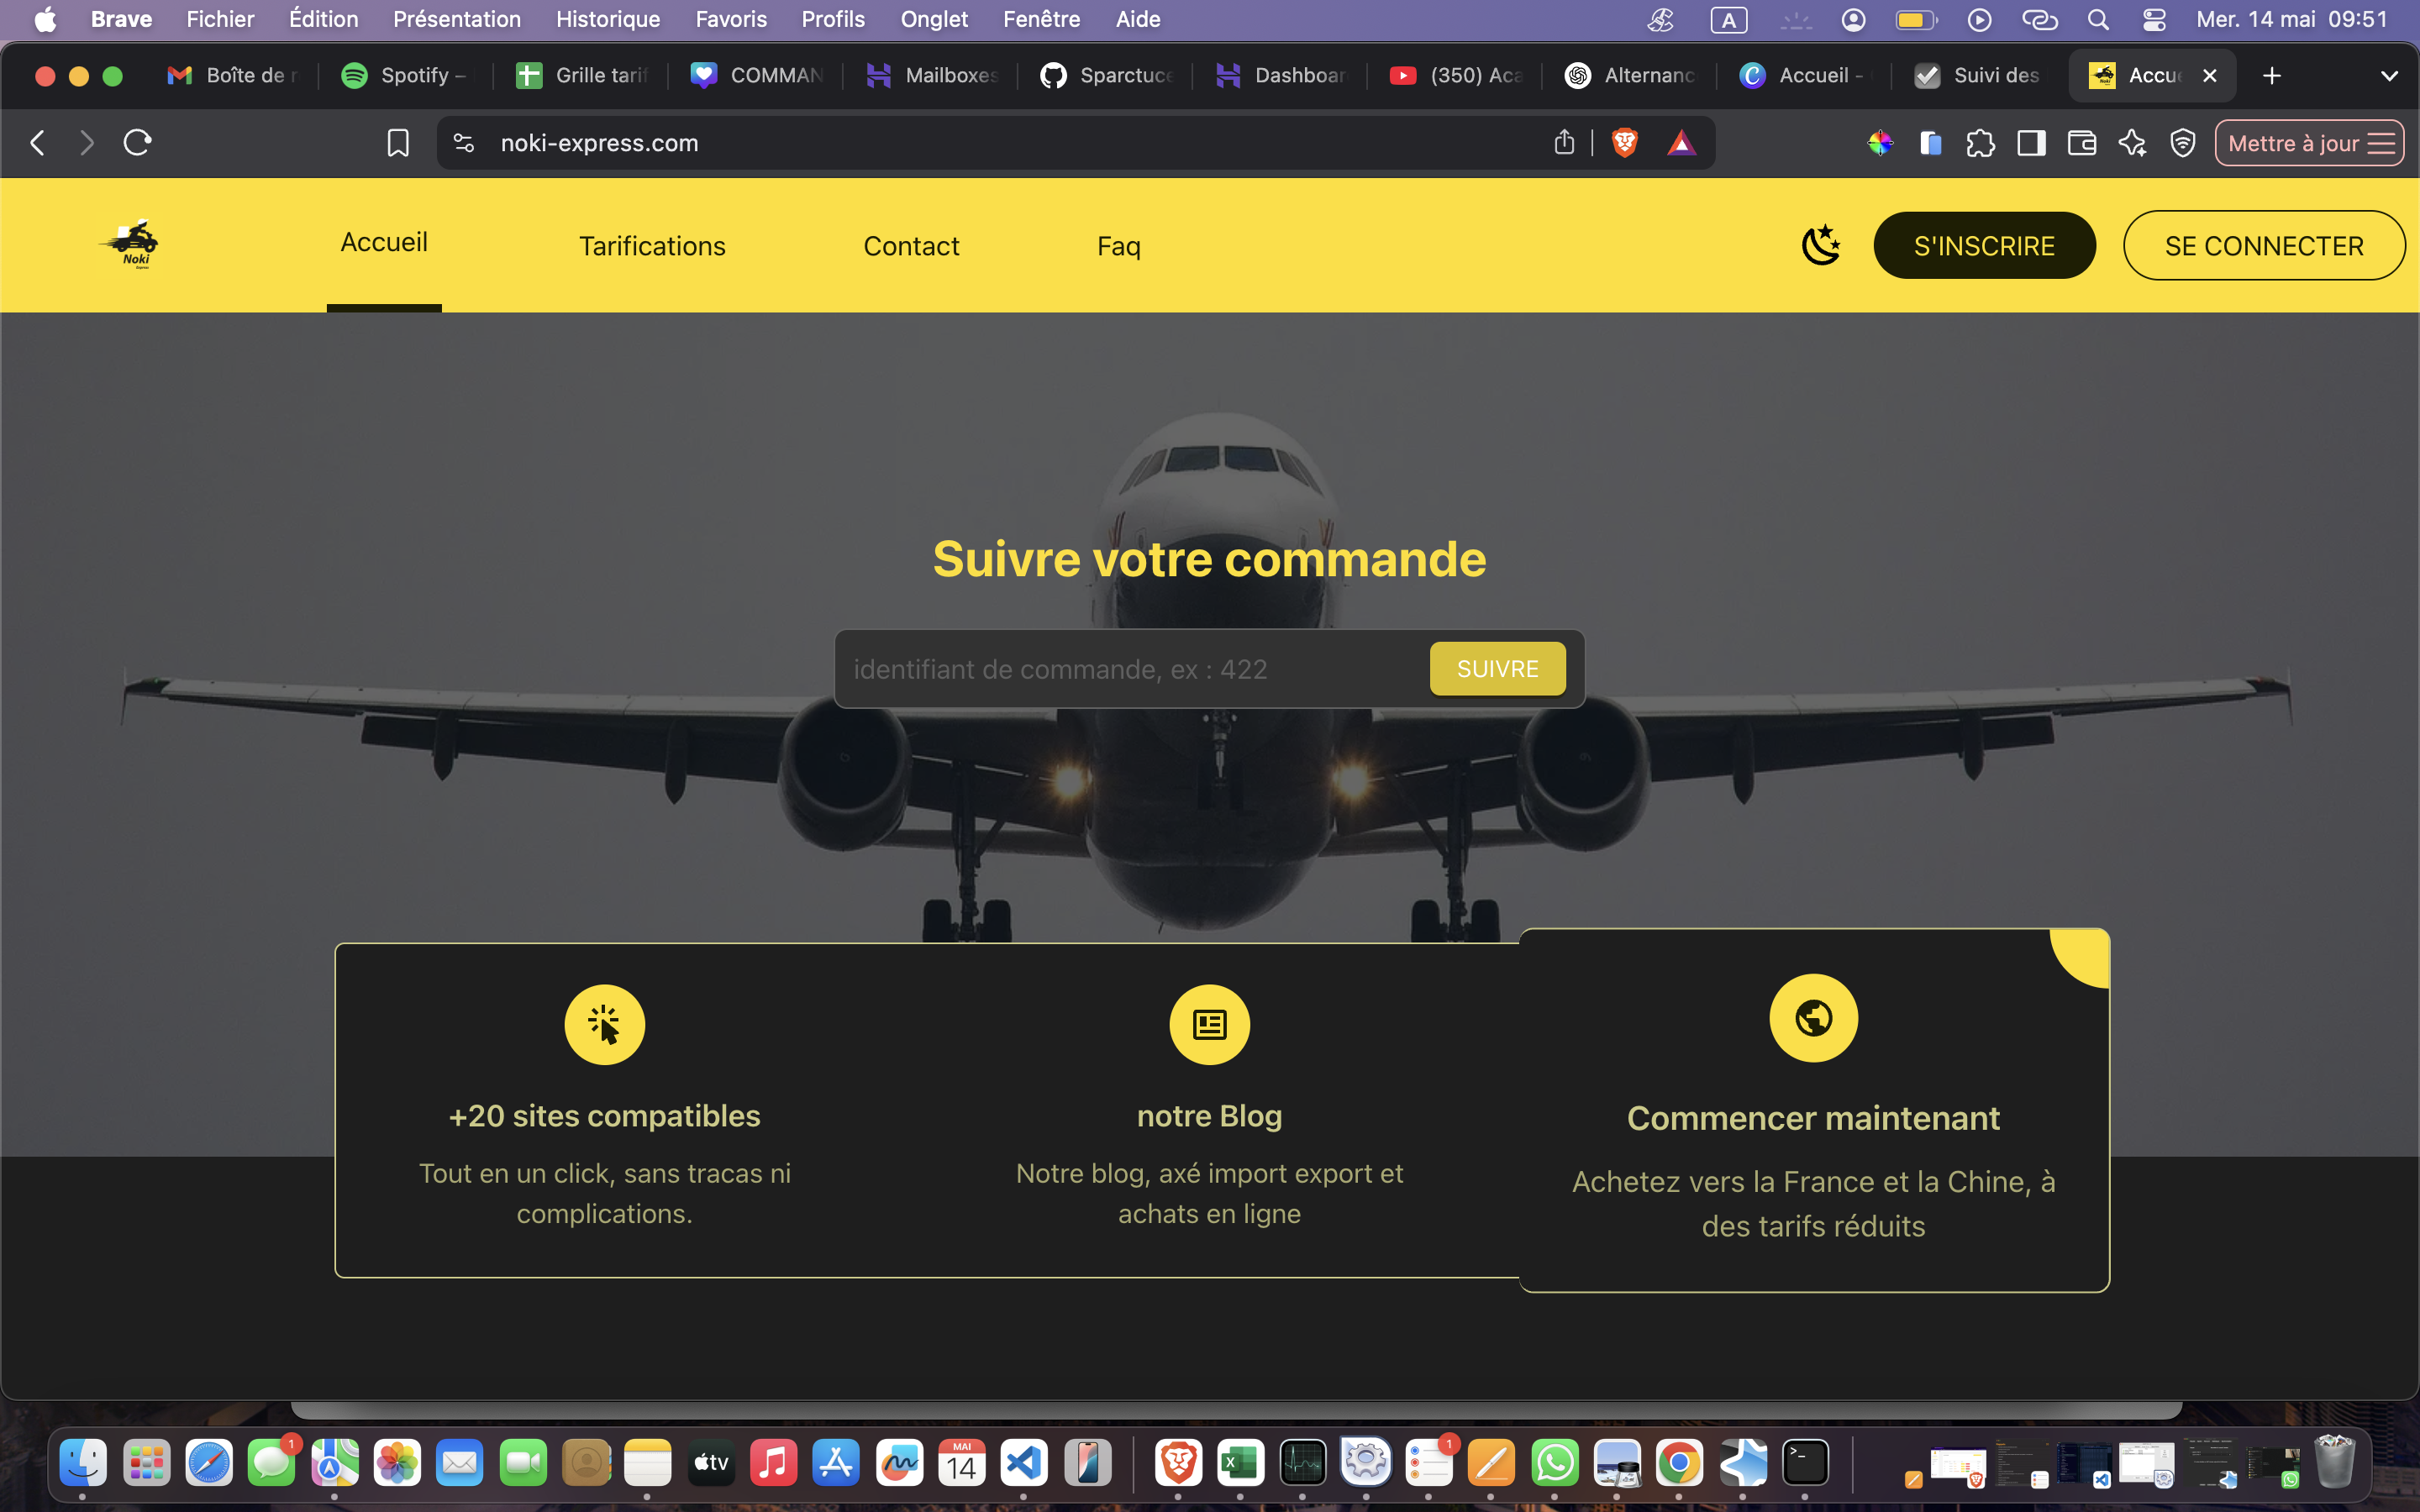 Brave Fichier Édition Présentation Historique Favoris Profils Onglet Fenêtre Aide
A
Mer. 14 mai 09:51
Boîte de r
Spotify –
Grille tarif
COMMAN
Mailboxes
Sparctuce
Dashboar
(350) Aca
Alternanc
Accueil -
Suivi des
Accu
noki-express.com
Mettre à jour
Noki
Express
Accueil
Tarifications
Contact
Faq
S'INSCRIRE
SE CONNECTER
Suivre votre commande
identifiant de commande, ex : 422
SUIVRE
+20 sites compatibles
Tout en un click, sans tracas ni
complications.
notre Blog
Notre blog, axé import export et
achats en ligne
Commencer maintenant
Achetez vers la France et la Chine, à
des tarifs réduits
1
tv
MAI
14
1